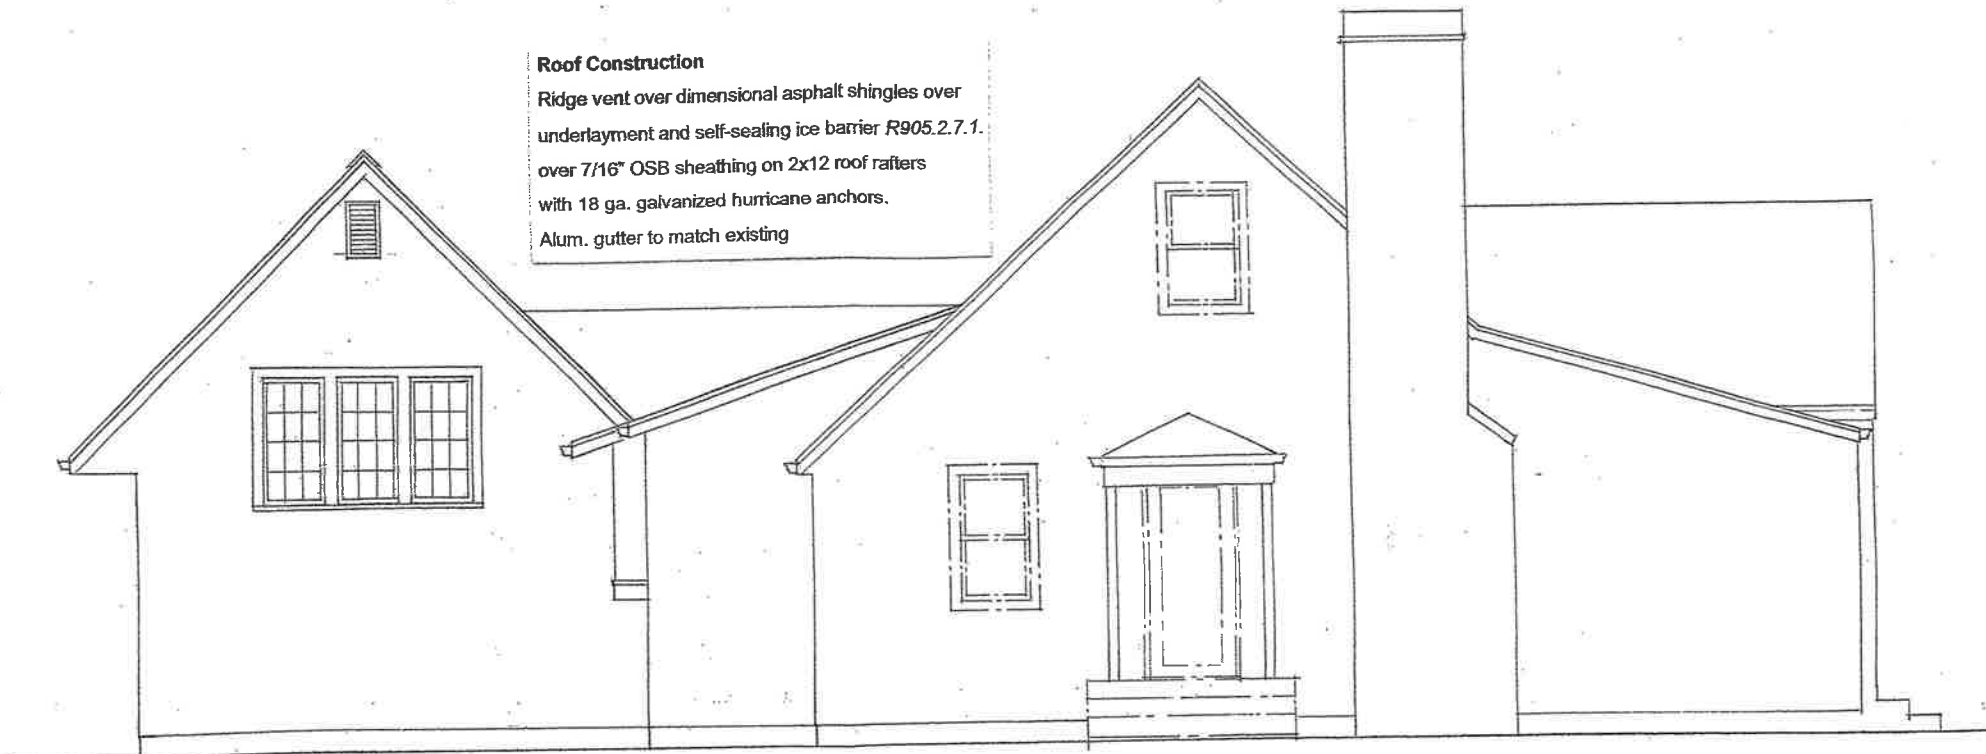 Roof Construction
Ridge vent over dimensional asphalt shingles over
underlayment and self-sealing ice barrier R905.2.7.1.
over 7/16" OSB sheathing on 2x12 roof rafters
with 18 ga. galvanized hurricane anchors.
Alum. gutter to match existing